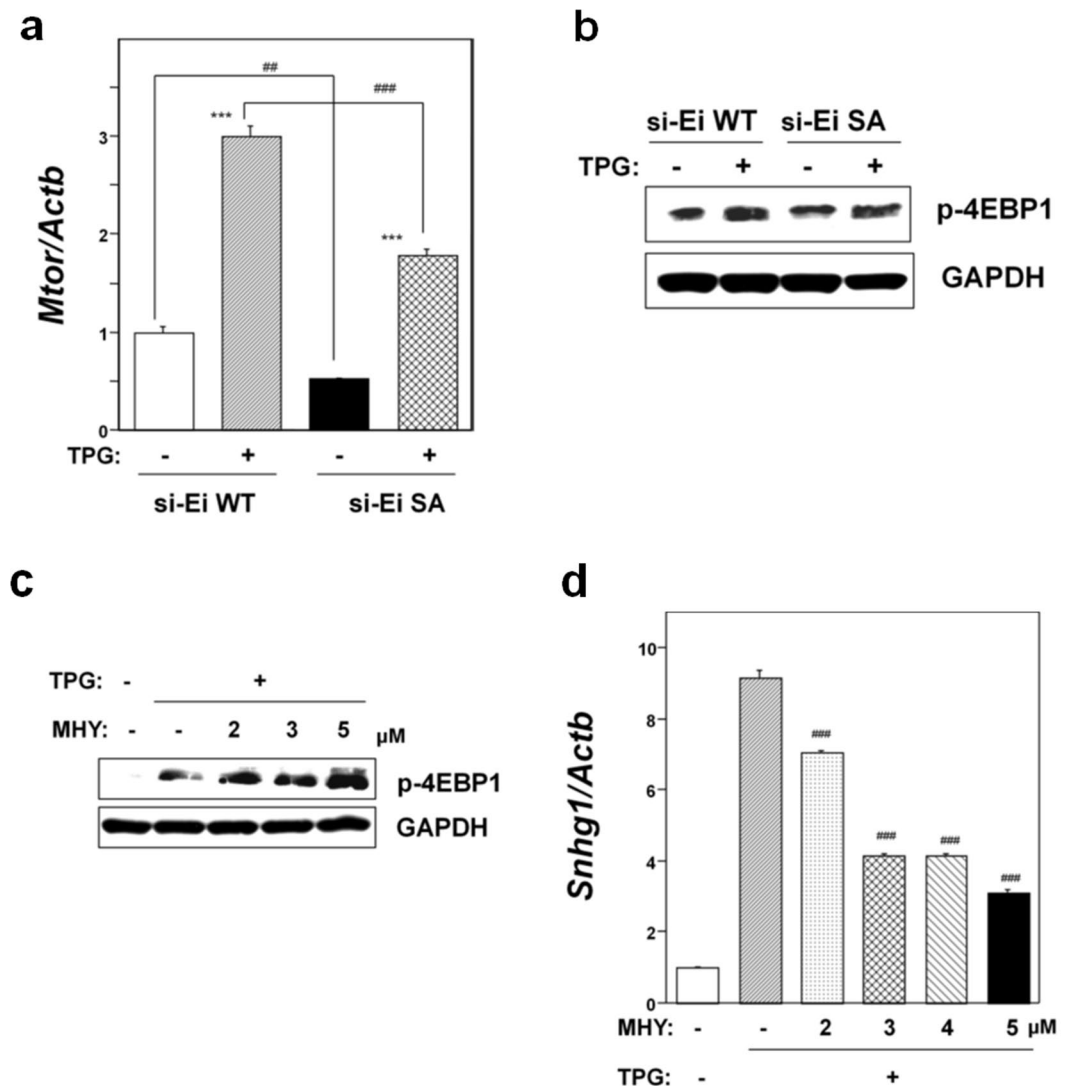 a
Mtor/Actb
3
2
1
0
##
###
***
***
TPG: - + - +
si-Ei WT si-Ei SA
b
si-Ei WT si-Ei SA
TPG: - + - +
p-4EBP1
GAPDH
c
TPG: - +
MHY: - - 2 3 5 µM
p-4EBP1
GAPDH
d
Snhg1/Actb
10
8
6
4
2
0
###
###
###
###
MHY: - - 2 3 4 5 µM
TPG: - +